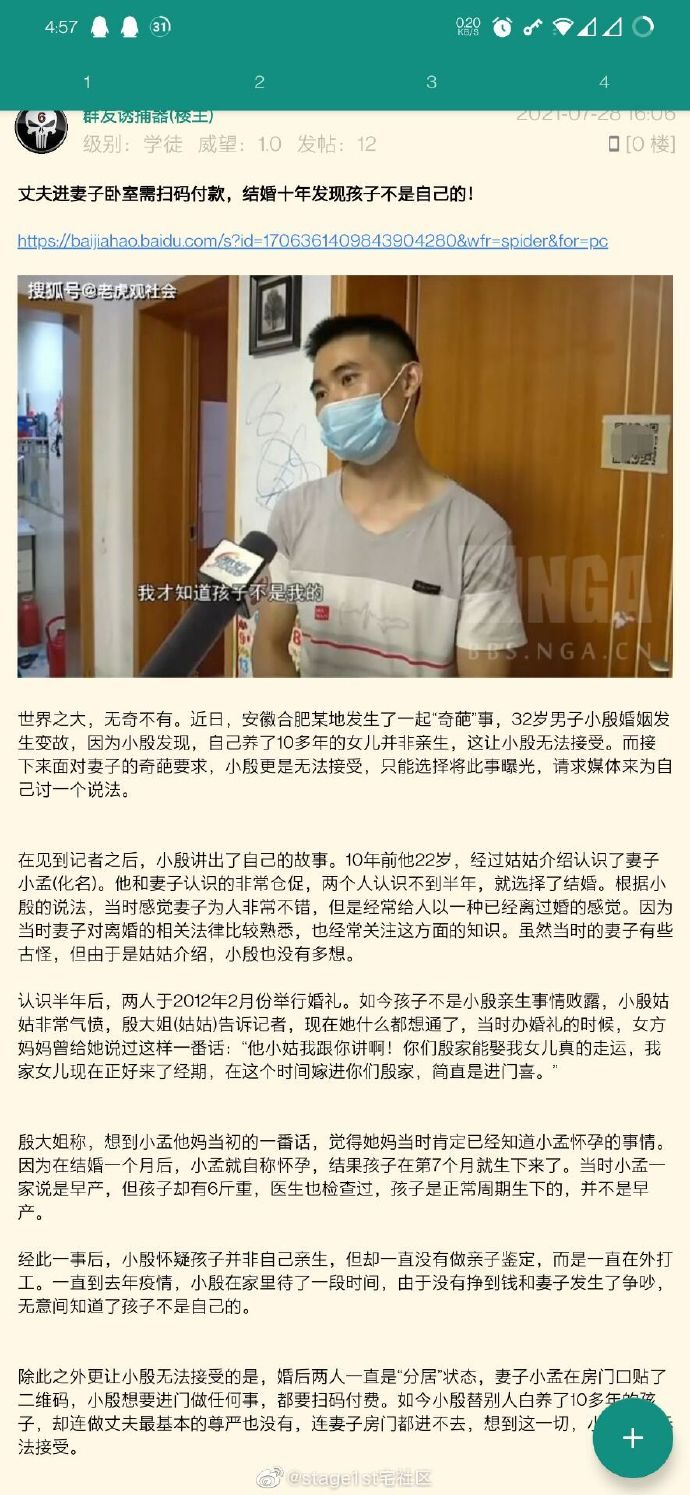 4:57
31
0.20
KB/S
1
2
3
4
6
群友诱捕器(楼主)
2021-07-28 16:06
级别: 学徒 威望: 1.0 发帖: 12
[0 楼]
丈夫进妻子卧室需扫码付款，结婚十年发现孩子不是自己的！
https://baijiahao.baidu.com/s?id=1706361409843904280&wfr=spider&for=pc
搜狐号@老虎观社会
我才知道孩子不是我的
NGA
BBS.NGA.CN
世界之大，无奇不有。近日，安徽合肥某地发生了一起“奇葩”事，32岁男子小殷婚姻发
生变故，因为小殷发现，自己养了10多年的女儿并非亲生，这让小殷无法接受。而接
下来面对妻子的奇葩要求，小殷更是无法接受，只能选择将此事曝光，请求媒体来为自
己讨一个说法。
在见到记者之后，小殷讲出了自己的故事。10年前他22岁，经过姑姑介绍认识了妻子
小孟(化名)。他和妻子认识的非常仓促，两个人认识不到半年，就选择了结婚。根据小
殷的说法，当时感觉妻子为人非常不错，但是经常给人以一种已经离过婚的感觉。因为
当时妻子对离婚的相关法律比较熟悉，也经常关注这方面的知识。虽然当时的妻子有些
古怪，但由于是姑姑介绍，小殷也没有多想。
认识半年后，两人于2012年2月份举行婚礼。如今孩子不是小殷亲生事情败露，小殷姑
姑非常气愤，殷大姐(姑姑)告诉记者，现在她什么都想通了，当时办婚礼的时候，女方
妈妈曾给她说过这样一番话：“他小姑我跟你讲啊！你们殷家能娶我女儿真的走运，我
家女儿现在正好来了经期，在这个时间嫁进你们殷家，简直是进门喜。”
殷大姐称，想到小孟他妈当初的一番话，觉得她妈当时肯定已经知道小孟怀孕的事情。
因为在结婚一个月后，小孟就自称怀孕，结果孩子在第7个月就生下来了。当时小孟一
家说是早产，但孩子却有6斤重，医生也检查过，孩子是正常周期生下的，并不是早
产。
经此一事后，小殷怀疑孩子并非自己亲生，但却一直没有做亲子鉴定，而是一直在外打
工。一直到去年疫情，小殷在家里待了一段时间，由于没有挣到钱和妻子发生了争吵，
无意间知道了孩子不是自己的。
除此之外更让小殷无法接受的是，婚后两人一直是“分居”状态，妻子小孟在房门口贴了
二维码，小殷想要进门做任何事，都要扫码付费。如今小殷替别人白养了10多年的孩
子，却连做丈夫最基本的尊严也没有，连妻子房门都进不去，想到这一切，小
法接受。
@stage1st宅社区